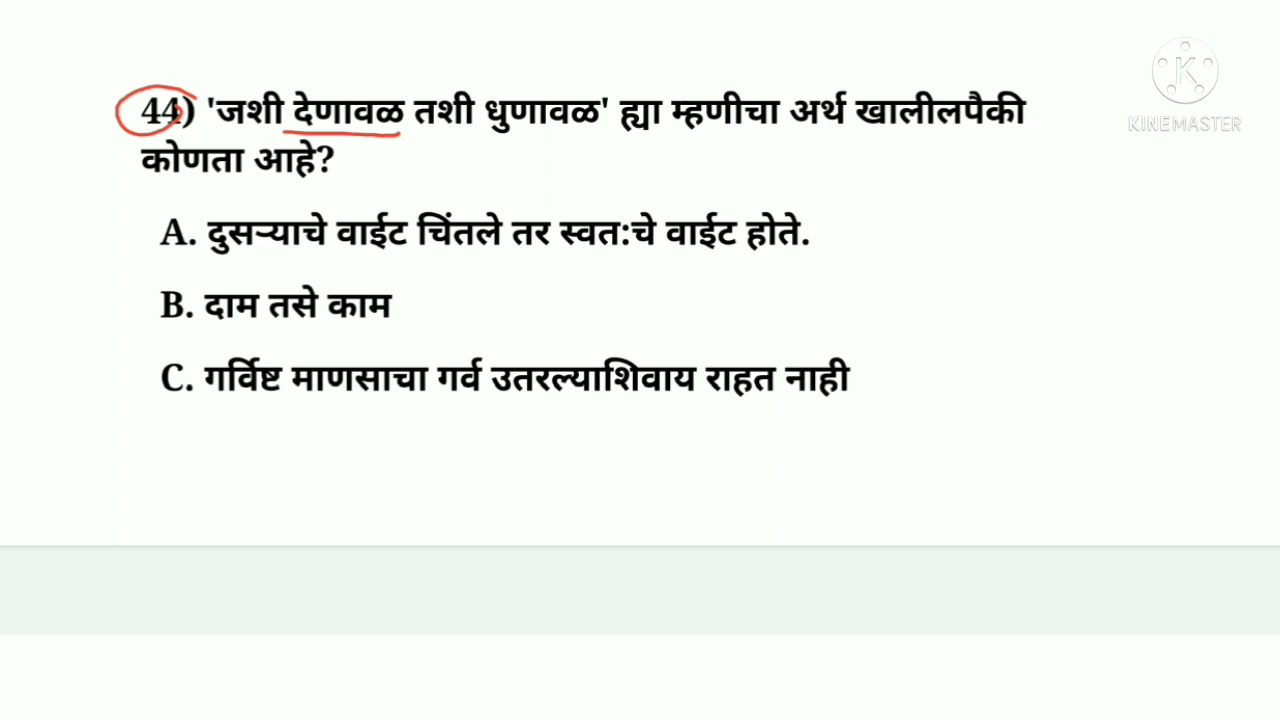 44) 'जशी देणावळ तशी धुणावळ' ह्या म्हणीचा अर्थ खालीलपैकी
कोणता आहे?
A. दुसऱ्याचे वाईट चिंतले तर स्वत:चे वाईट होते.
B. दाम तसे काम
C. गर्विष्ट माणसाचा गर्व उतरल्याशिवाय राहत नाही
K
KINEMASTER